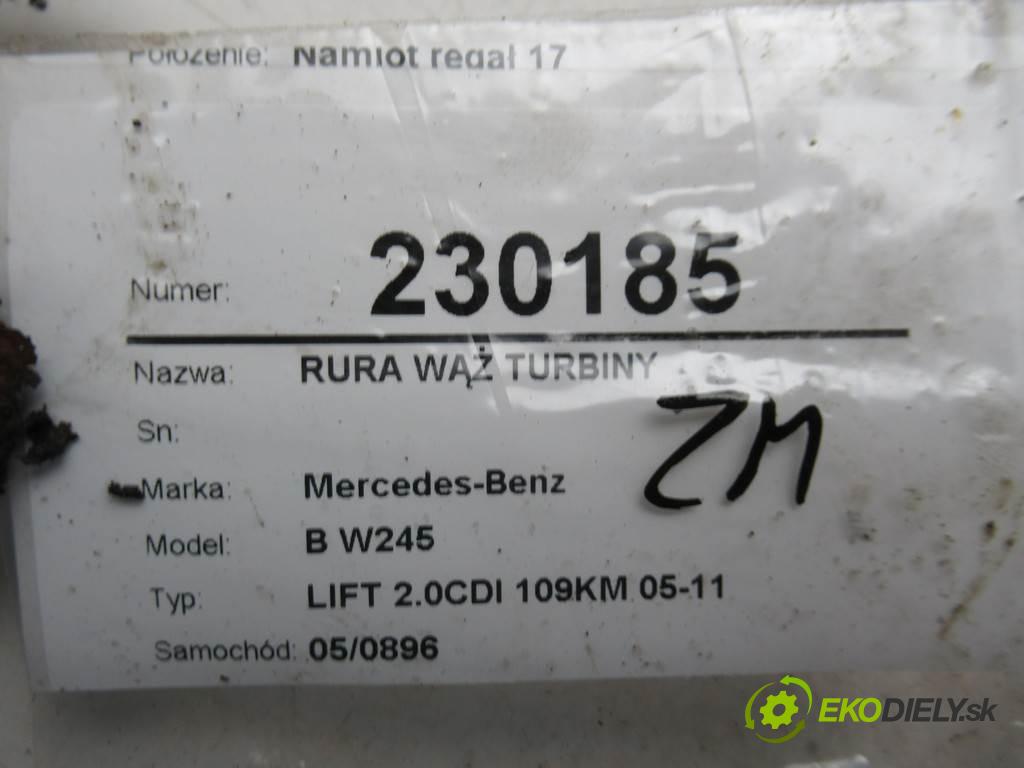 Położenie: Namiot regał 17
Numer: 230185
Nazwa: RURA WĄŻ TURBINY
ZM
Sn:
Marka: Mercedes-Benz
Model: B W245
Typ: LIFT 2.0CDI 109KM 05-11
Samochód: 05/0896
EKODIELY.sk